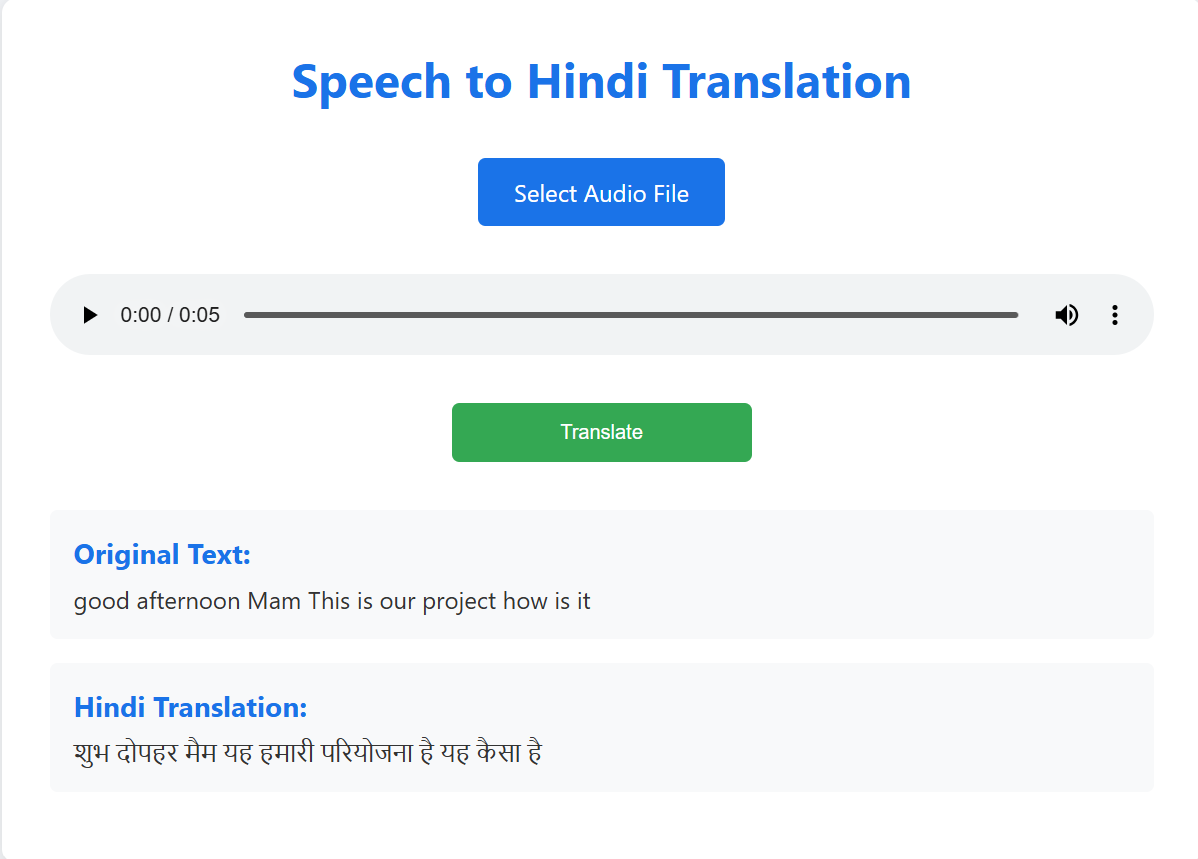 Speech to Hindi Translation
Select Audio File
0:00 / 0:05
Translate
Original Text:
good afternoon Mam This is our project how is it
Hindi Translation:
शुभ दोपहर मैम यह हमारी परियोजना है यह कैसा है